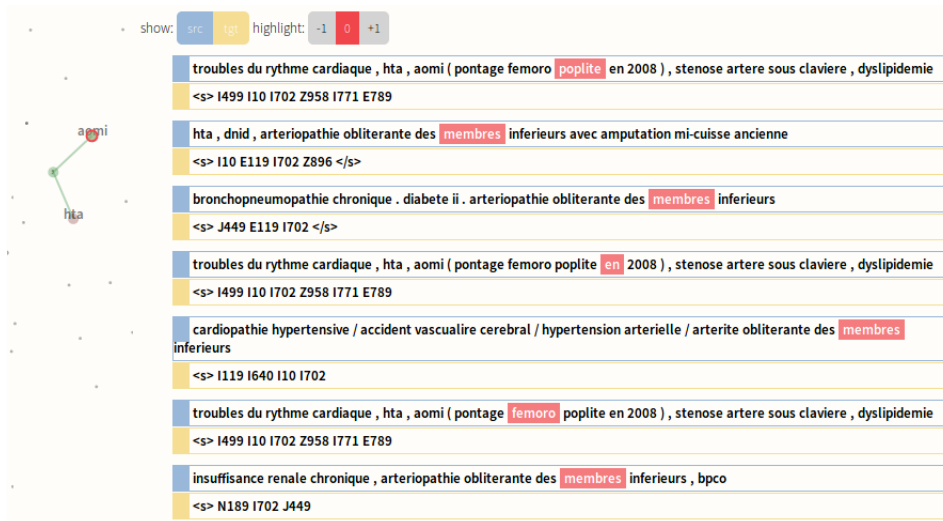 show: src tgt highlight: -1 0 +1
troubles du rythme cardiaque , hta , aomi ( pontage femoro poplite en 2008 ) , stenose artere sous claviere , dyslipidemie
<s> I499 I10 I702 Z958 I771 E789
aomi
hta , dnid , arteriopathie obliterante des membres inferieurs avec amputation mi-cuisse ancienne
<s> I10 E119 I702 Z896 </s>
bronchopneumopathie chronique . diabete ii . arteriopathie obliterante des membres inferieurs
hta
<s> J449 E119 I702 </s>
troubles du rythme cardiaque , hta , aomi ( pontage femoro poplite en 2008 ) , stenose artere sous claviere , dyslipidemie
<s> I499 I10 I702 Z958 I771 E789
cardiopathie hypertensive / accident vascualire cerebral / hypertension arterielle / arterite obliterante des membres
inferieurs
<s> I119 I640 I10 I702
troubles du rythme cardiaque , hta , aomi ( pontage femoro poplite en 2008 ) , stenose artere sous claviere , dyslipidemie
<s> I499 I10 I702 Z958 I771 E789
insuffisance renale chronique , arteriopathie obliterante des membres inferieurs , bpco
<s> N189 I702 J449